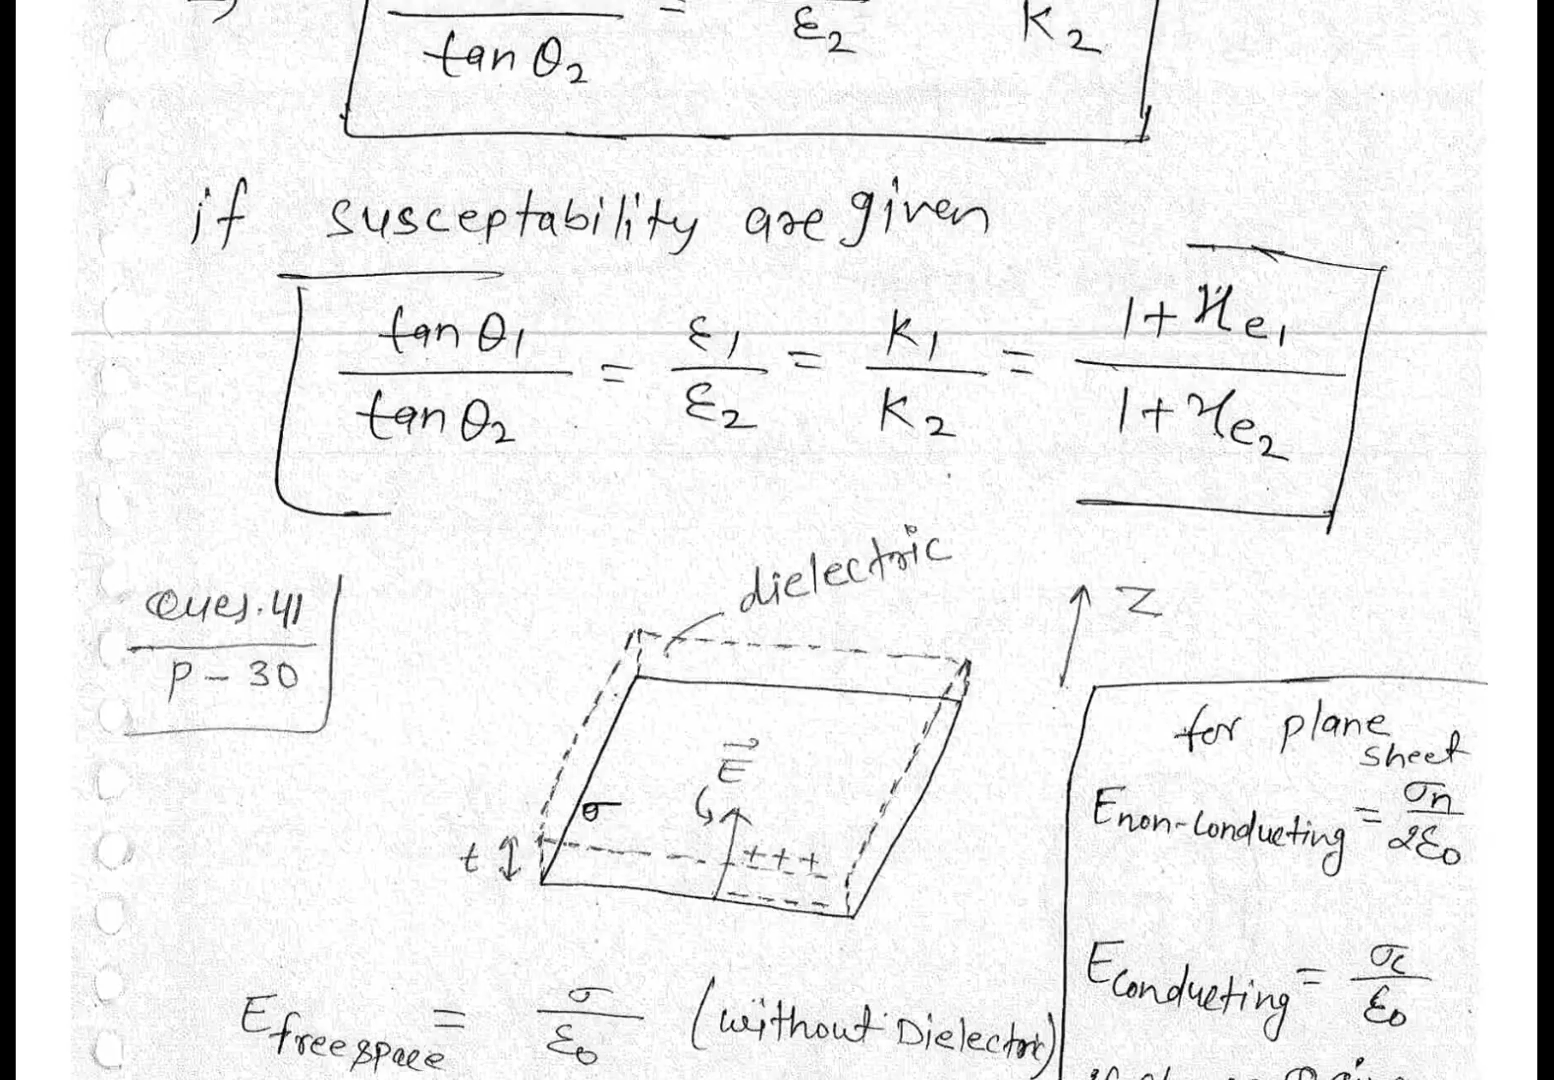 tan θ₂ = ε₂ K₂
if susceptability are given
tan θ₁ / tan θ₂ = ε₁ / ε₂ = K₁ / K₂ = 1 + χe₁ / 1 + χe₂
Ques. 41
P - 30
dielectric
Z
E
σ
t
+ + +
for plane
sheet
Enon-conducting = σn / 2ε₀
Econducting = σc / ε₀
Efreespace = σ / ε₀ (without Dielectric)